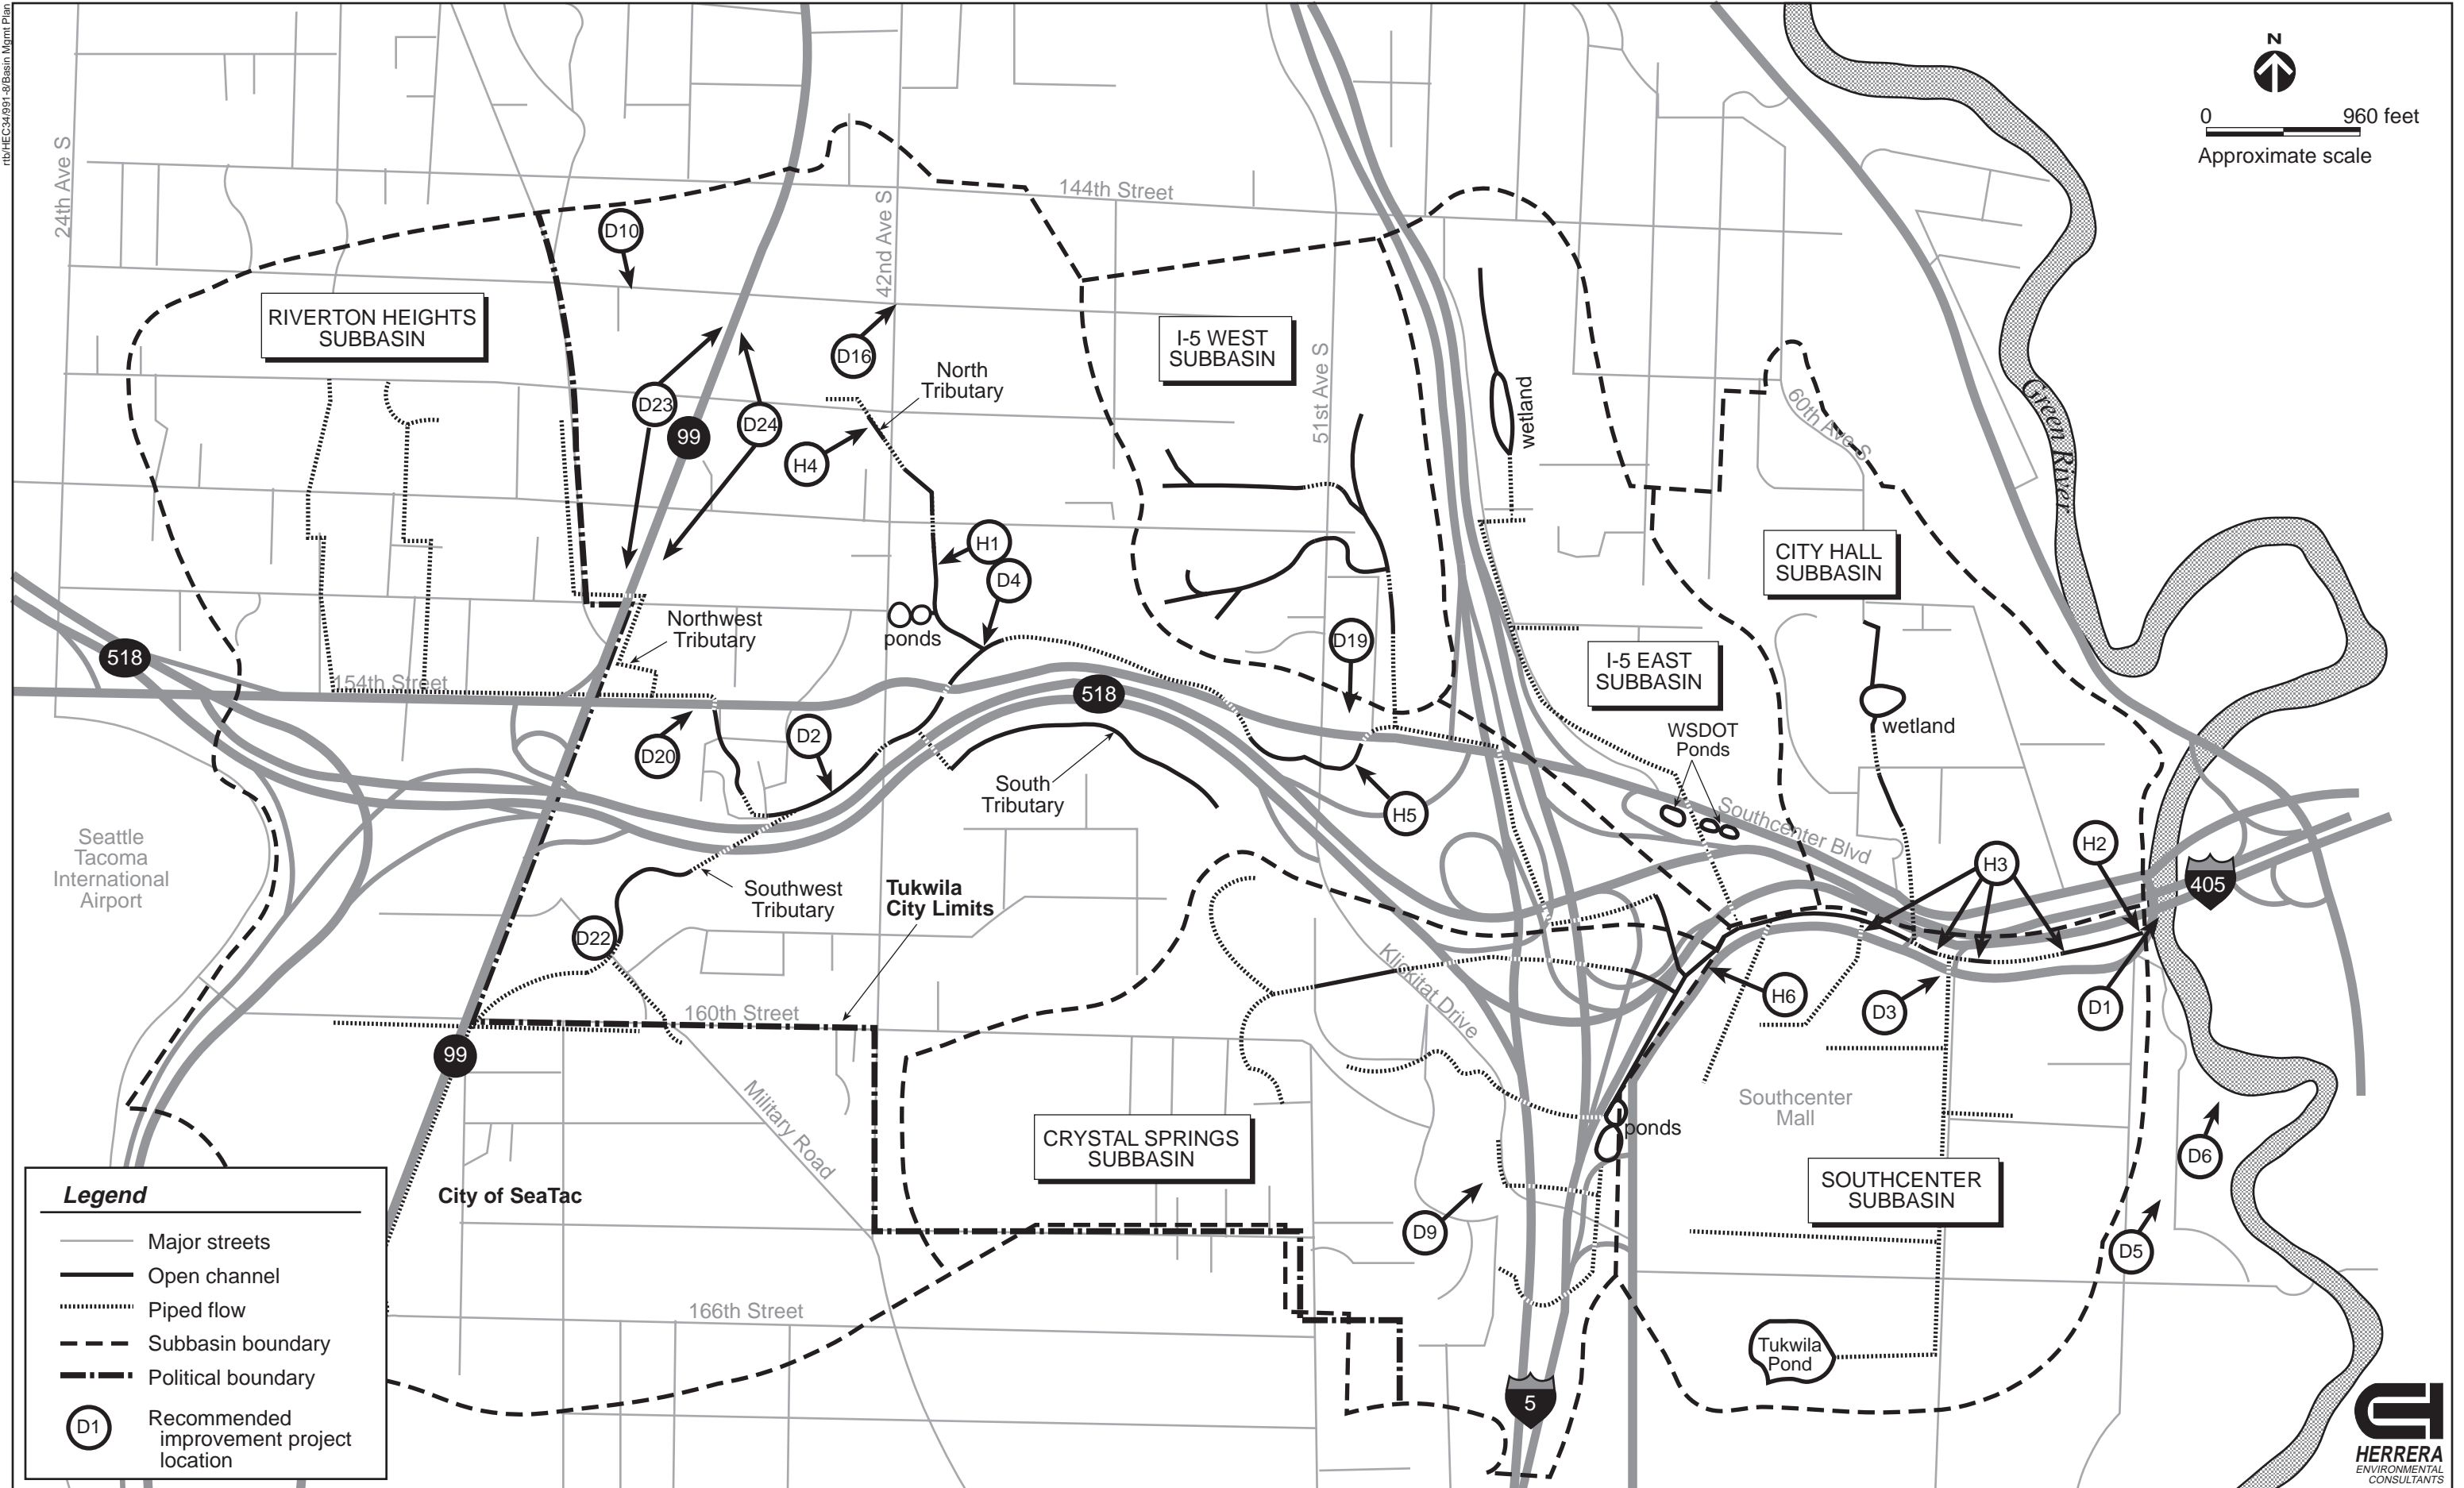 rtb/HEC34/991-8/Basin Mgmt Plan
N
0 960 feet
Approximate scale
24th Ave S
144th Street
42nd Ave S
D10
RIVERTON HEIGHTS
SUBBASIN
D16
I-5 WEST
SUBBASIN
51st Ave S
wetland
60th Ave S
Green River
North
Tributary
D23
D24
99
H4
H1
D4
CITY HALL
SUBBASIN
Northwest
Tributary
ponds
D19
I-5 EAST
SUBBASIN
518
154th Street
518
D20
D2
South
Tributary
WSDOT
Ponds
wetland
H5
Southcenter Blvd
Seattle
Tacoma
International
Airport
Southwest
Tributary
Tukwila
City Limits
H3
H2
405
D22
Klickitat Drive
H6
D3
D1
160th Street
99
Military Road
Southcenter
Mall
ponds
CRYSTAL SPRINGS
SUBBASIN
D6
SOUTHCENTER
SUBBASIN
City of SeaTac
D9
D5
166th Street
Tukwila
Pond
5
Legend
Major streets
Open channel
Piped flow
Subbasin boundary
Political boundary
D1
Recommended
improvement project
location
HERRERA
ENVIRONMENTAL
CONSULTANTS